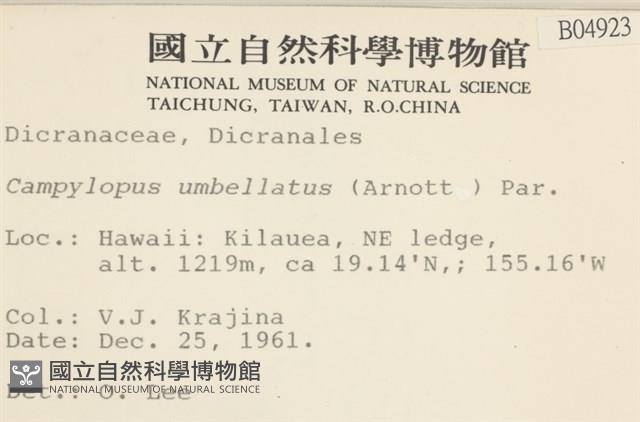 B04923
國立自然科學博物館
NATIONAL MUSEUM OF NATURAL SCIENCE
TAICHUNG, TAIWAN, R.O.CHINA
Dicranaceae, Dicranales
Campylopus umbellatus (Arnott ) Par.
Loc.: Hawaii: Kilauea, NE ledge,
alt. 1219m, ca 19.14'N,; 155.16'W
Col.: V.J. Krajina
Date: Dec. 25, 1961.
國立自然科學博物館
NATIONAL MUSEUM OF NATURAL SCIENCE
Det.: O. Lee